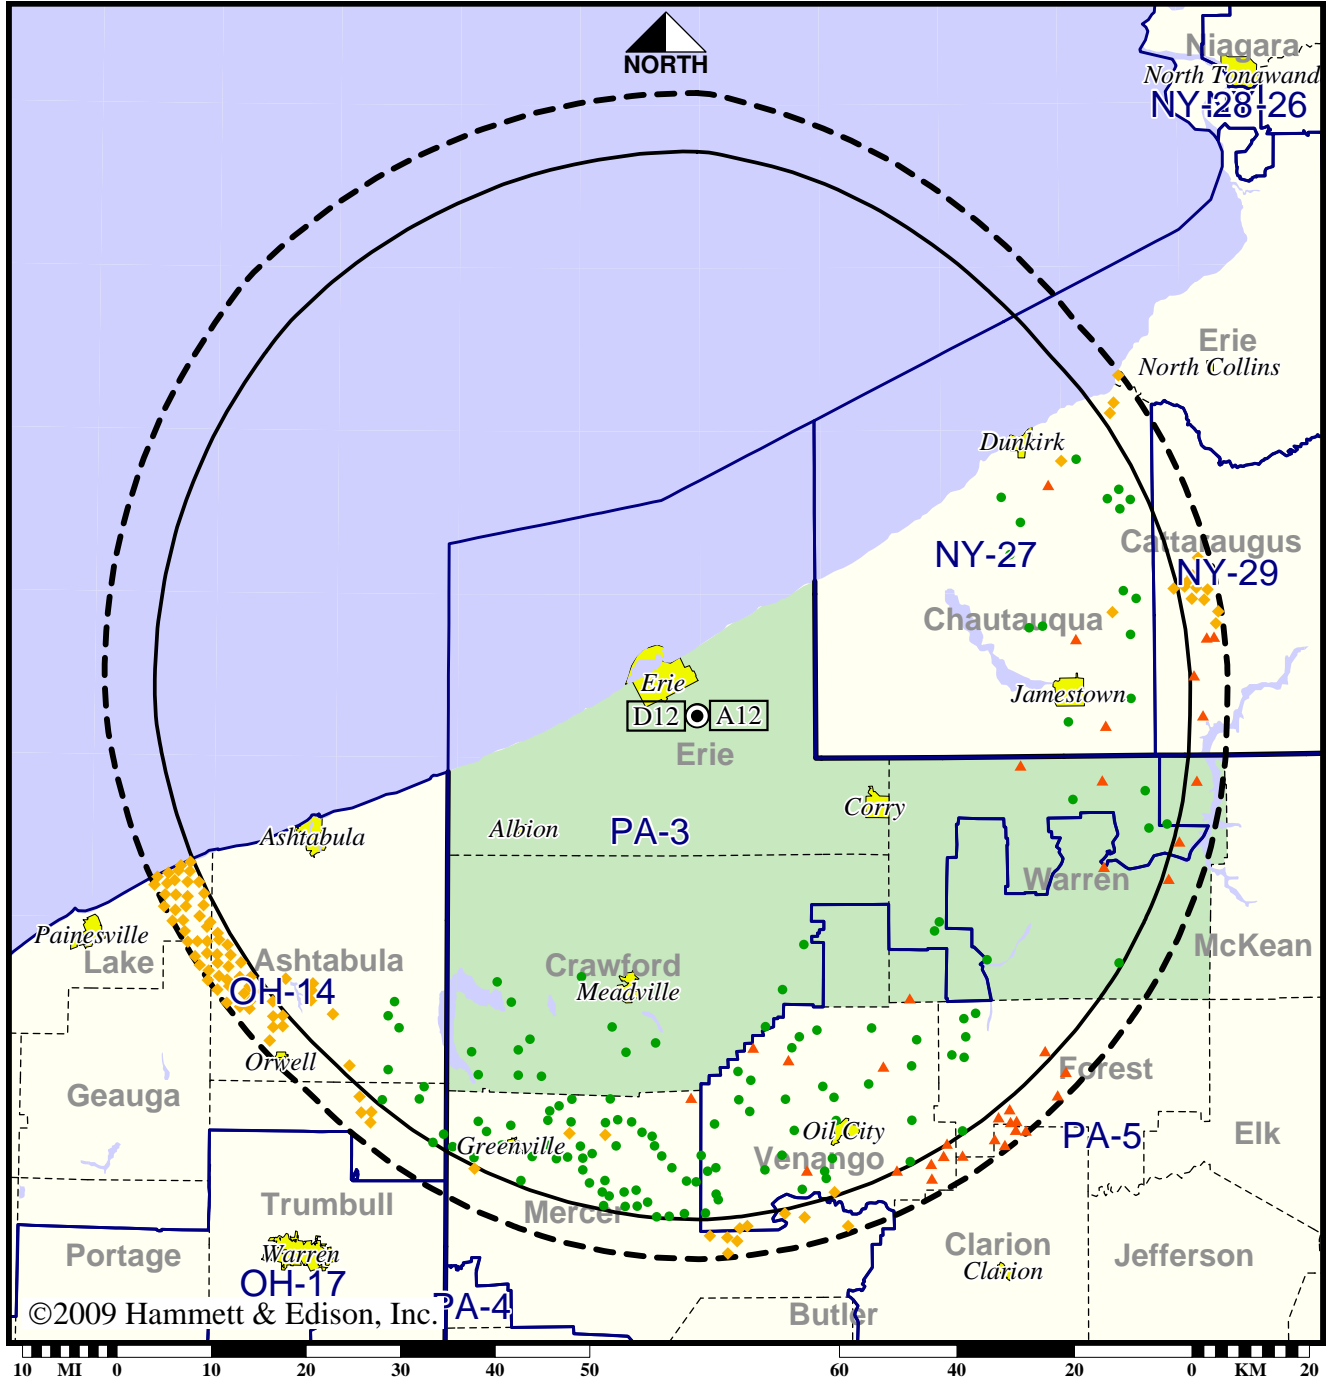 NORTH
Niagara
North Tonawand
NY-28-26
Erie
North Collins
Dunkirk
NY-27
Cattaraugus
NY-29
Chautauqua
Jamestown
Erie
D12
A12
Erie
Corry
Ashtabula
Albion
PA-3
Warren
Painesville
Lake
Ashtabula
OH-14
Crawford
Meadville
McKean
Orwell
Geauga
Forest
Oil City
PA-5
Elk
Greenville
Venango
Trumbull
Mercer
Warren
Portage
Clarion
Clarion
Jefferson
OH-17
PA-4
Butler
©2009 Hammett & Edison, Inc.
10 MI 0 10 20 30 40 50
60 40 20 0 KM 20